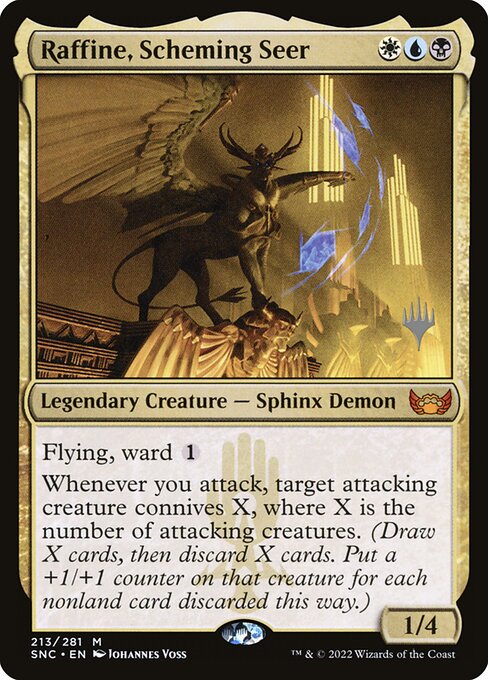 Raffine, Scheming Seer
Legendary Creature — Sphinx Demon
Flying, ward 1
Whenever you attack, target attacking
creature connives X, where X is the
number of attacking creatures. (Draw
X cards, then discard X cards. Put a
+1/+1 counter on that creature for each
nonland card discarded this way.)
1/4
213/281 M
SNC • EN Johannes Voss
™ & © 2022 Wizards of the Coast